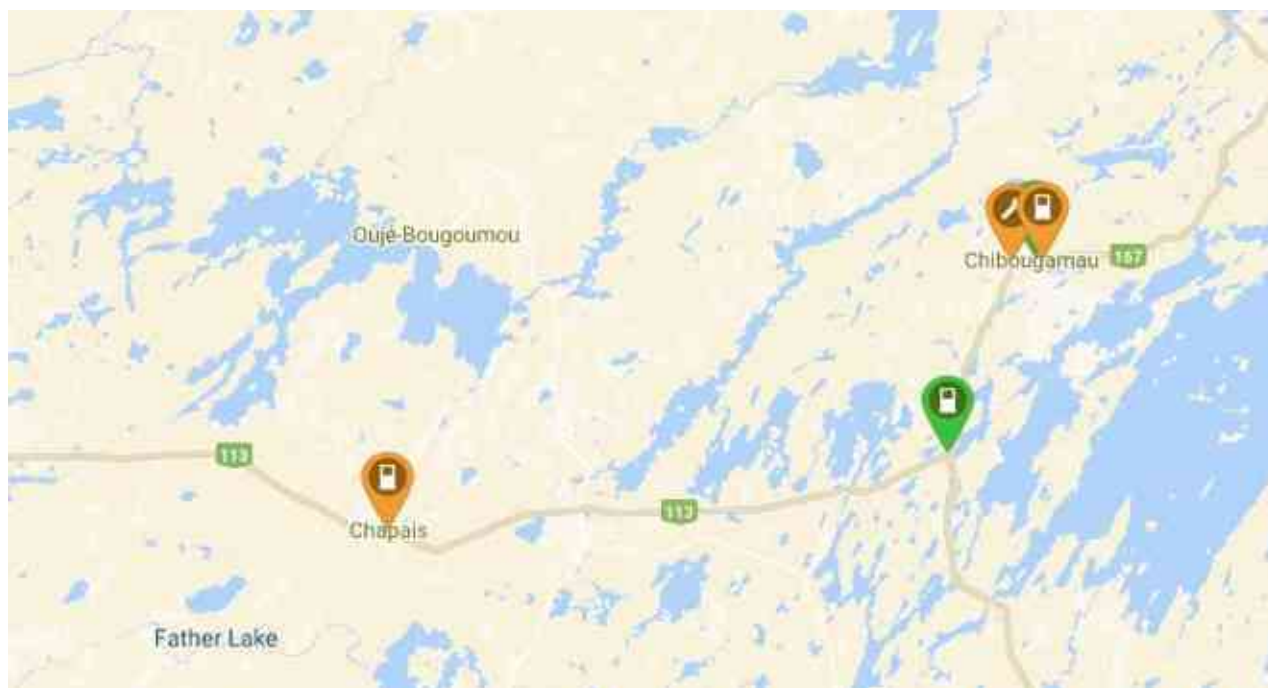 Oujé-Bougoumou
Chibougamau
167
113
113
Chapais
Father Lake